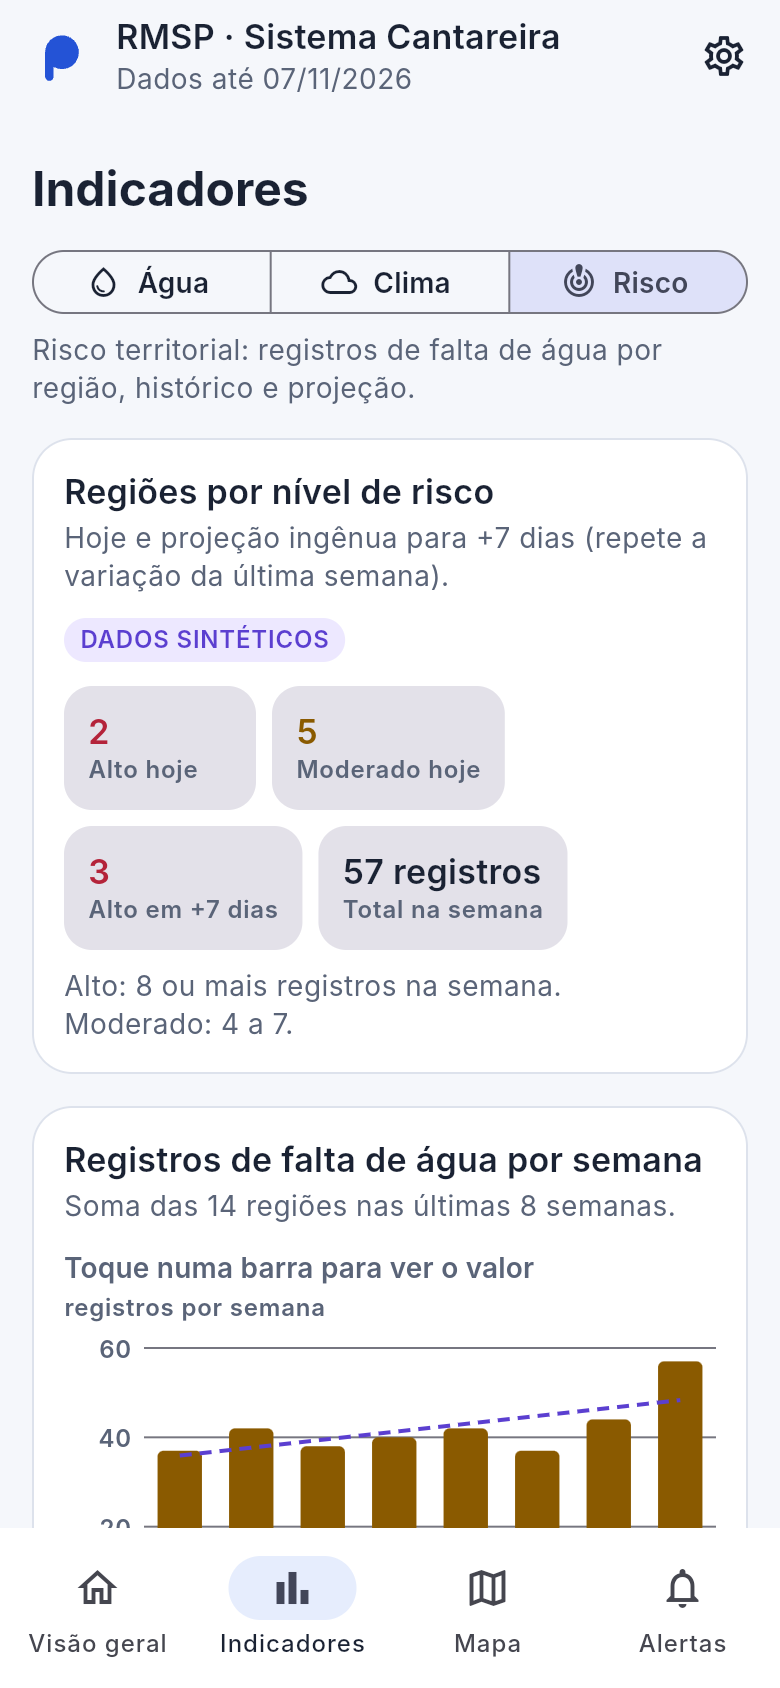 RMSP · Sistema Cantareira
Dados até 07/11/2026
Indicadores
Água
Clima
Risco
Risco territorial: registros de falta de água por
região, histórico e projeção.
Regiões por nível de risco
Hoje e projeção ingênua para +7 dias (repete a
variação da última semana).
DADOS SINTÉTICOS
2
Alto hoje
5
Moderado hoje
3
Alto em +7 dias
57 registros
Total na semana
Alto: 8 ou mais registros na semana.
Moderado: 4 a 7.
Registros de falta de água por semana
Soma das 14 regiões nas últimas 8 semanas.
Toque numa barra para ver o valor
registros por semana
60
40
20
Visão geral
Indicadores
Mapa
Alertas